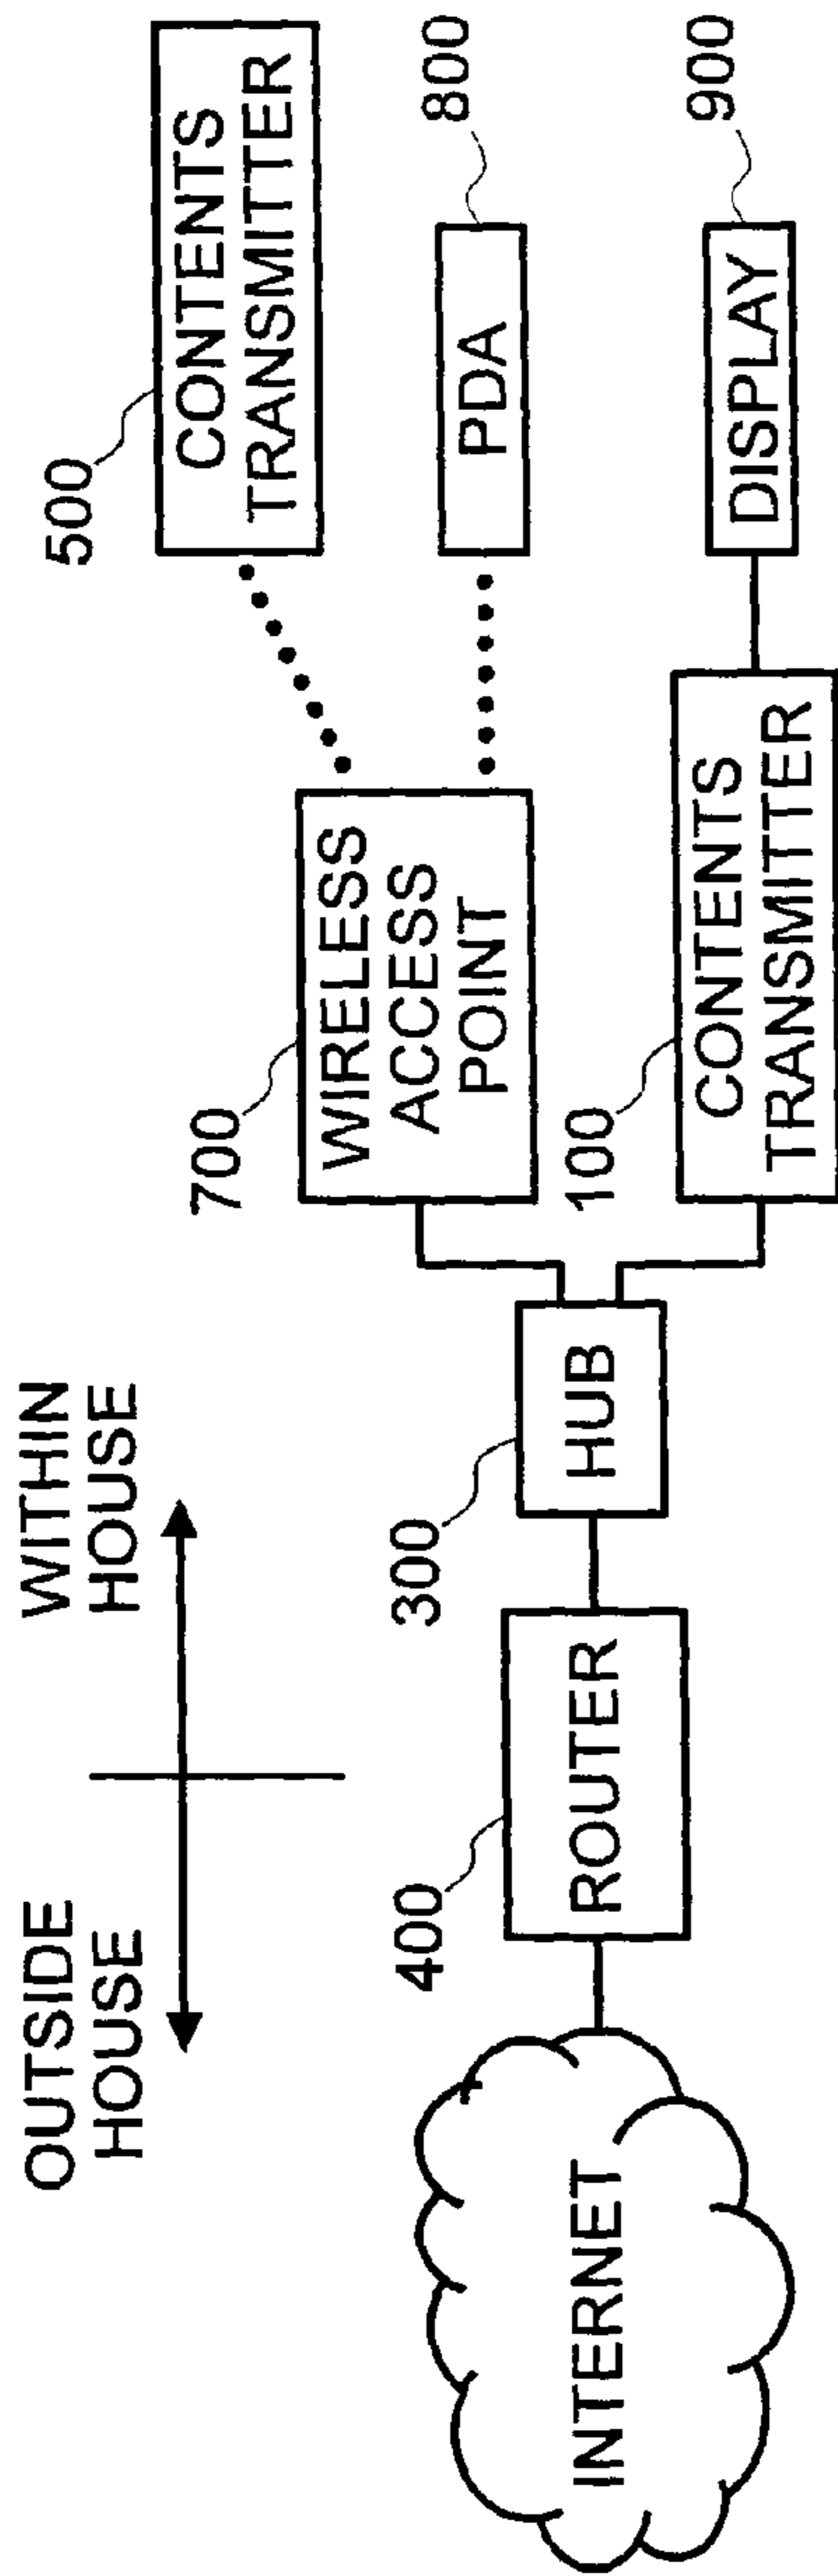 OUTSIDE
HOUSE
WITHIN
HOUSE
INTERNET
400
ROUTER
300
HUB
700
WIRELESS
ACCESS
POINT
100
CONTENTS
TRANSMITTER
500
CONTENTS
TRANSMITTER
PDA
800
DISPLAY
900